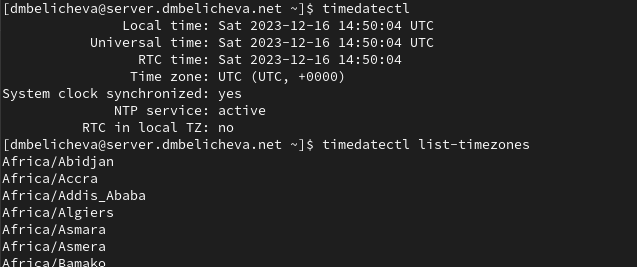 [dmbelicheva@server.dmbelicheva.net ~]$ timedatectl
Local time: Sat 2023-12-16 14:50:04 UTC
Universal time: Sat 2023-12-16 14:50:04 UTC
RTC time: Sat 2023-12-16 14:50:04
Time zone: UTC (UTC, +0000)
System clock synchronized: yes
NTP service: active
RTC in local TZ: no
[dmbelicheva@server.dmbelicheva.net ~]$ timedatectl list-timezones
Africa/Abidjan
Africa/Accra
Africa/Addis_Ababa
Africa/Algiers
Africa/Asmara
Africa/Asmera
Africa/Bamako